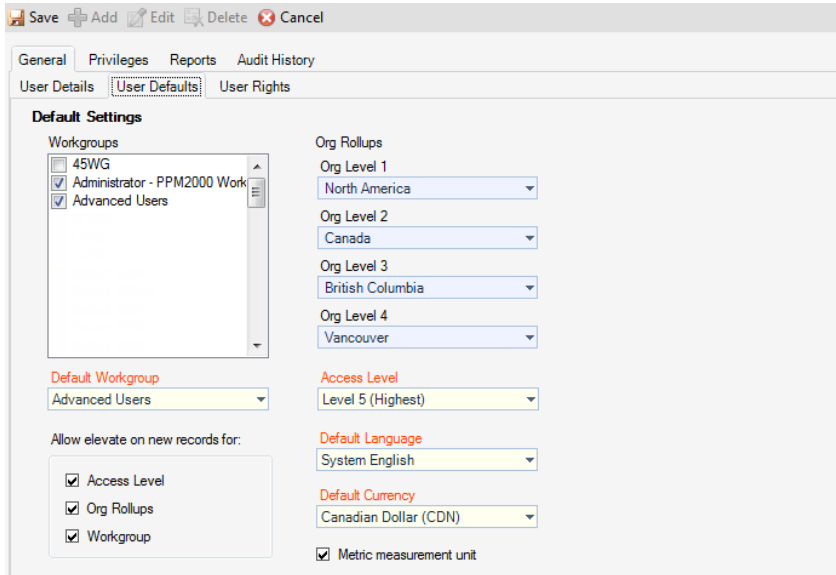 Save Add Edit Delete Cancel
General Privileges Reports Audit History
User Details User Defaults User Rights
Default Settings
Workgroups
45WG
Administrator - PPM2000 Work
Advanced Users
Default Workgroup
Advanced Users
Allow elevate on new records for:
Access Level
Org Rollups
Workgroup
Org Rollups
Org Level 1
North America
Org Level 2
Canada
Org Level 3
British Columbia
Org Level 4
Vancouver
Access Level
Level 5 (Highest)
Default Language
System English
Default Currency
Canadian Dollar (CDN)
Metric measurement unit